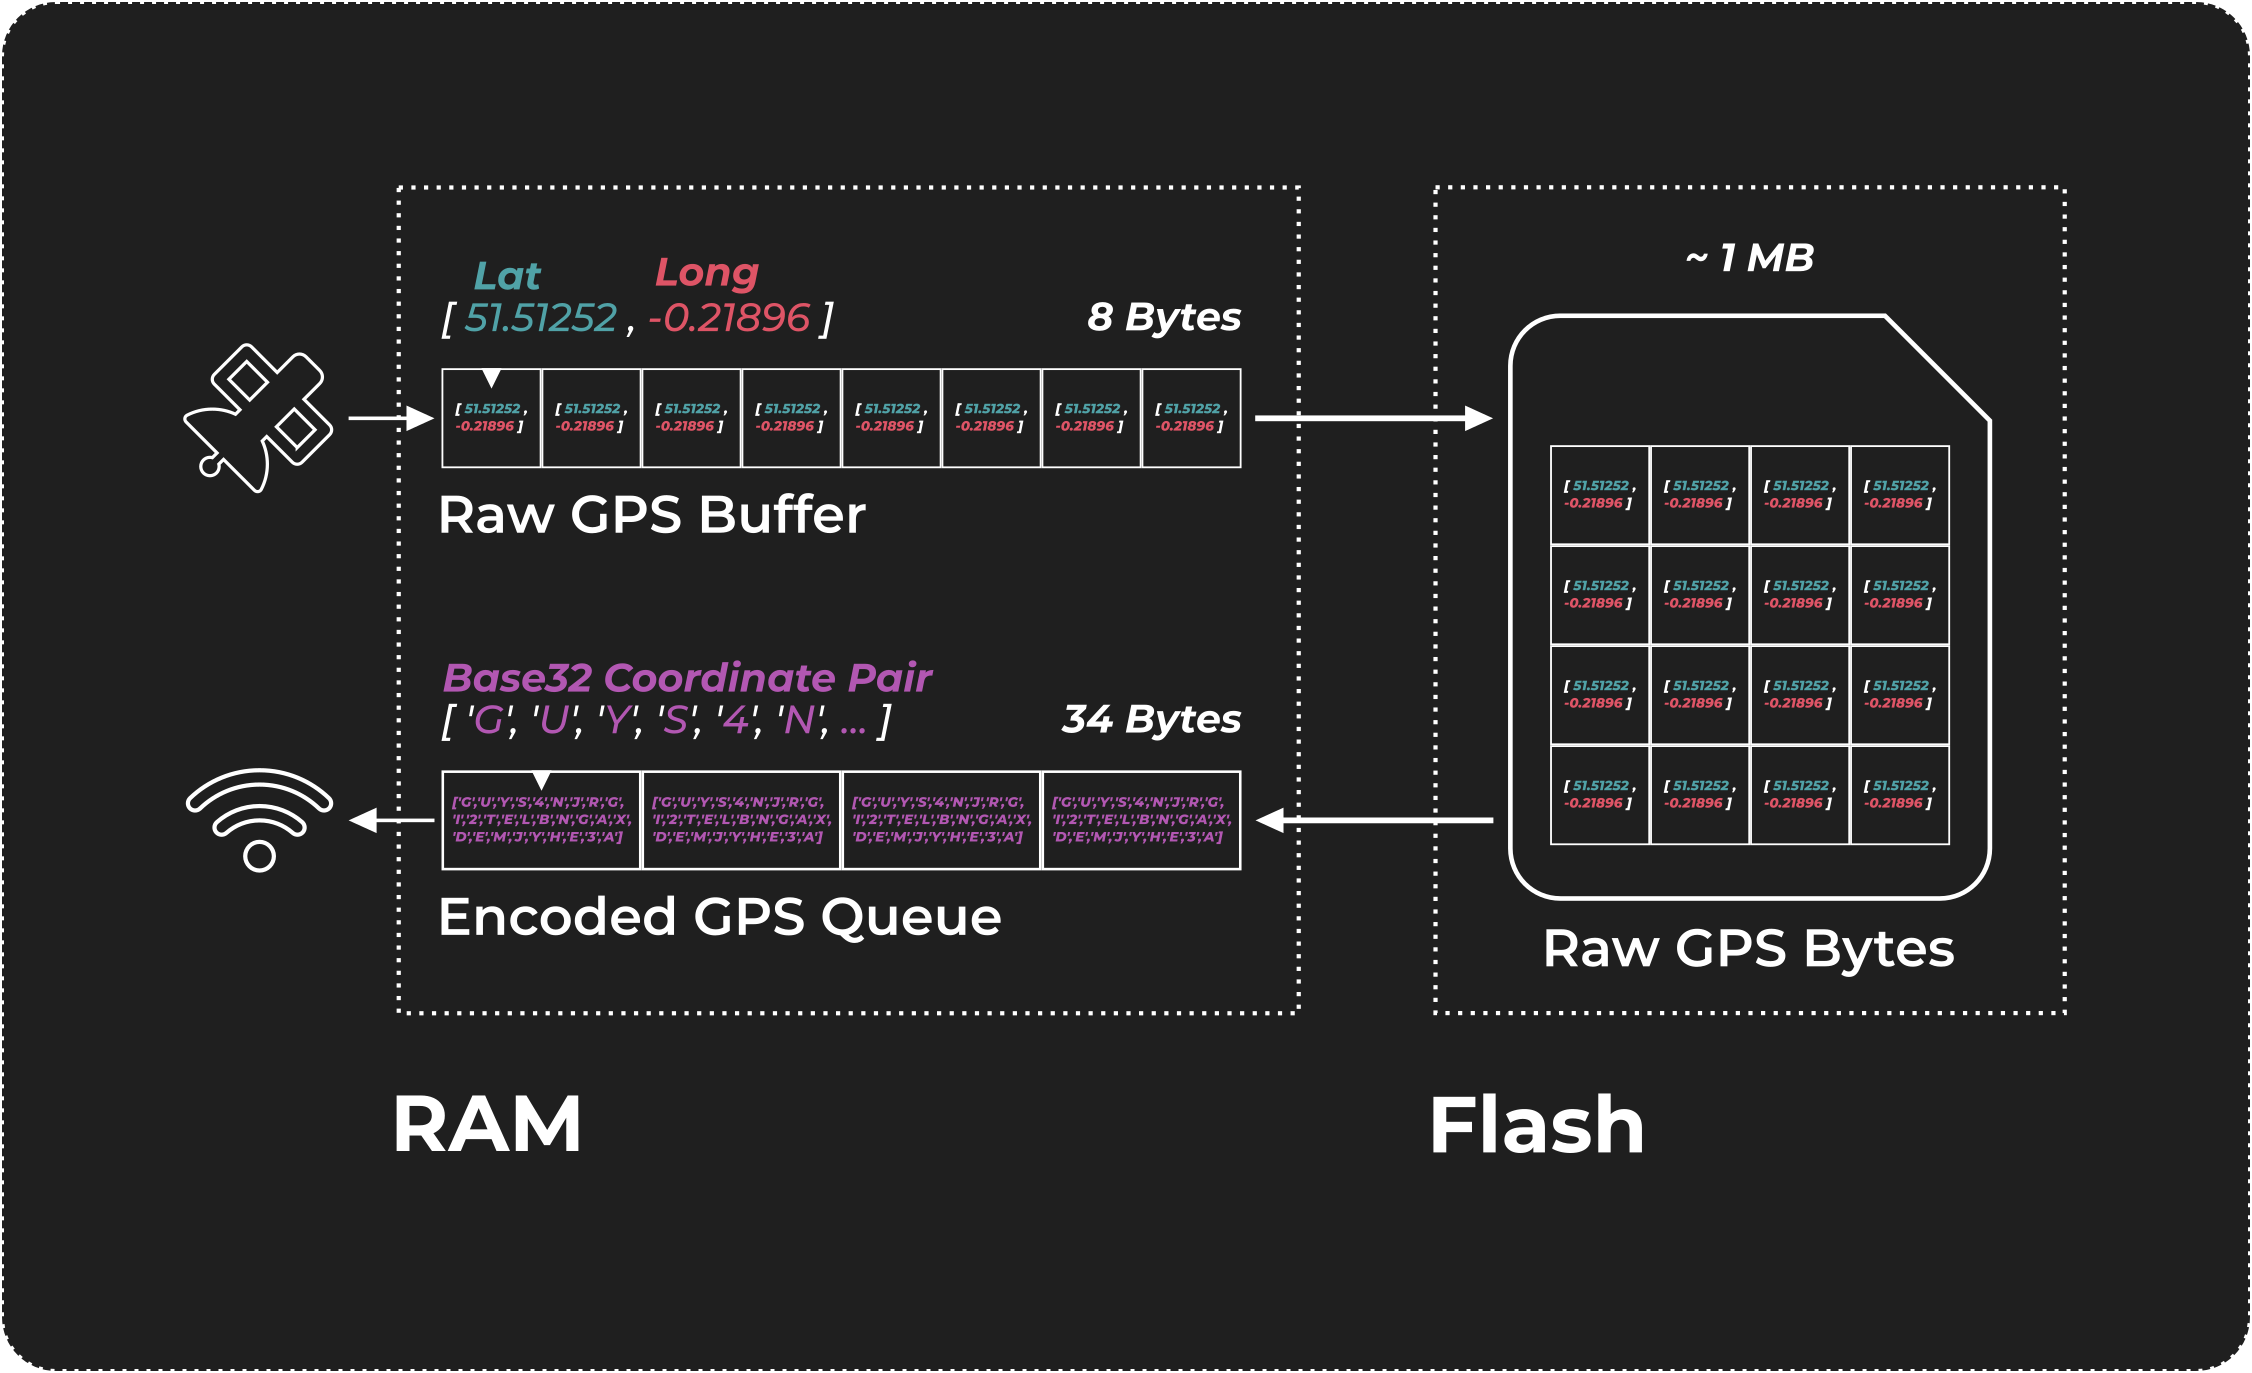 Lat Long
[ 51.51252 , -0.21896 ]
8 Bytes
[ 51.51252 , [ 51.51252 , [ 51.51252 , [ 51.51252 , [ 51.51252 , [ 51.51252 , [ 51.51252 , [ 51.51252 ,
-0.21896 ] -0.21896 ] -0.21896 ] -0.21896 ] -0.21896 ] -0.21896 ] -0.21896 ] -0.21896 ]
Raw GPS Buffer
Base32 Coordinate Pair
[ 'G', 'U', 'Y', 'S', '4', 'N', ... ]
34 Bytes
['G','U','Y','S','4','N','J','R','G', ['G','U','Y','S','4','N','J','R','G', ['G','U','Y','S','4','N','J','R','G', ['G','U','Y','S','4','N','J','R','G',
'I','2','T','E','L','B','N','G','A','X', 'I','2','T','E','L','B','N','G','A','X', 'I','2','T','E','L','B','N','G','A','X', 'I','2','T','E','L','B','N','G','A','X',
'D','E','M','J','Y','H','E','3','A'] 'D','E','M','J','Y','H','E','3','A'] 'D','E','M','J','Y','H','E','3','A'] 'D','E','M','J','Y','H','E','3','A']
Encoded GPS Queue
RAM
~ 1 MB
[ 51.51252 , [ 51.51252 , [ 51.51252 , [ 51.51252 ,
-0.21896 ] -0.21896 ] -0.21896 ] -0.21896 ]
[ 51.51252 , [ 51.51252 , [ 51.51252 , [ 51.51252 ,
-0.21896 ] -0.21896 ] -0.21896 ] -0.21896 ]
[ 51.51252 , [ 51.51252 , [ 51.51252 , [ 51.51252 ,
-0.21896 ] -0.21896 ] -0.21896 ] -0.21896 ]
[ 51.51252 , [ 51.51252 , [ 51.51252 , [ 51.51252 ,
-0.21896 ] -0.21896 ] -0.21896 ] -0.21896 ]
Raw GPS Bytes
Flash